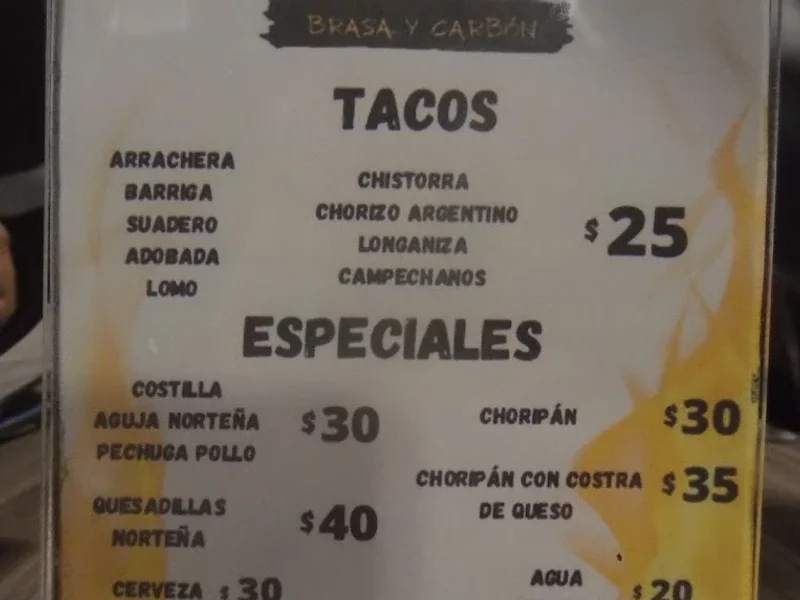 BRASA Y CARBÓN
TACOS
ARRACHERA
BARRIGA
SUADERO
ADOBADA
LOMO
CHISTORRA
CHORIZO ARGENTINO
LONGANIZA
CAMPECHANOS
$25
ESPECIALES
COSTILLA
AGUJA NORTEÑA
PECHUGA POLLO
$30
QUESADILLAS
NORTEÑA
$40
CERVEZA $30
CHORIPÁN $30
CHORIPÁN CON COSTRA
DE QUESO
$35
AGUA
$20